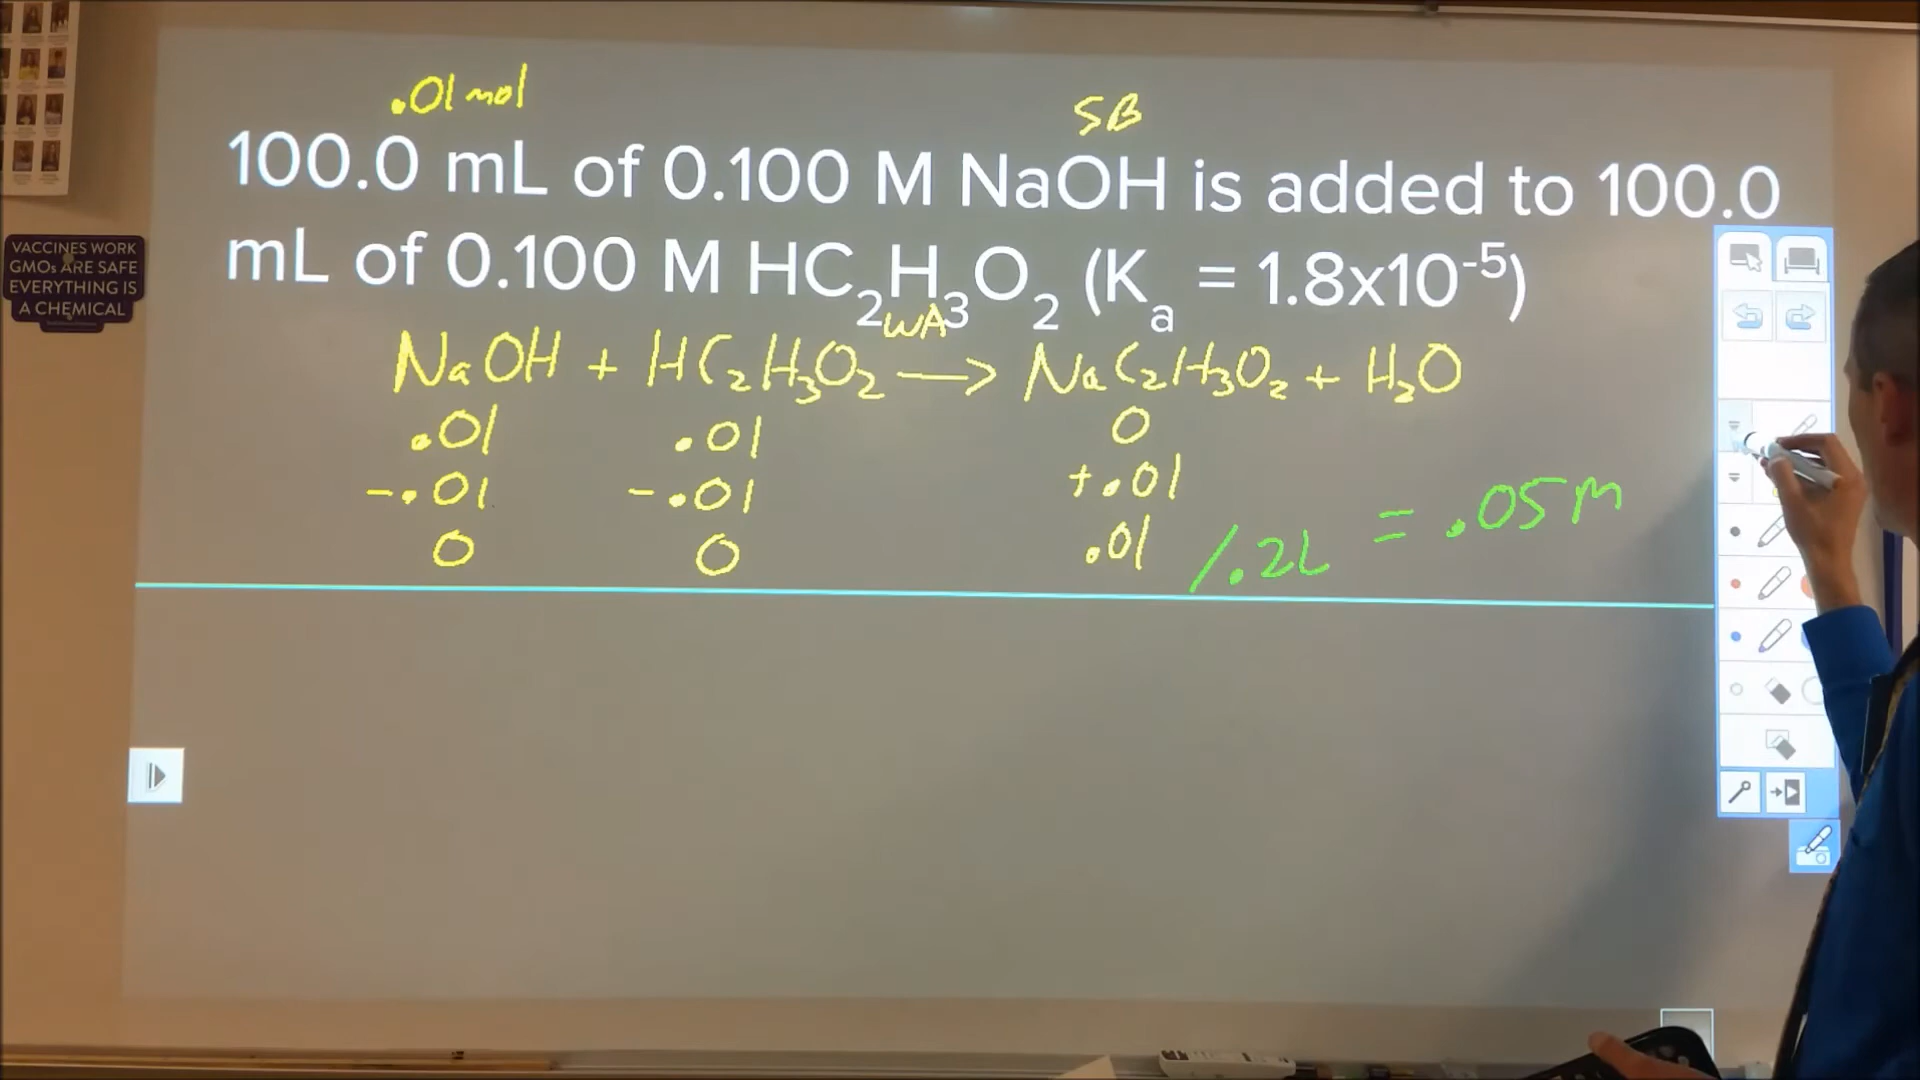 .01 mol
SB
100.0 mL of 0.100 M NaOH is added to 100.0
mL of 0.100 M HC₂H₃O₂ (Kₐ = 1.8x10⁻⁵)
WA
NaOH + HC₂H₃O₂ → NaC₂H₃O₂ + H₂O
.01 .01 0
-.01 -.01 +.01
0 0 .01 /.2L = .05 M
VACCINES WORK
GMOs ARE SAFE
EVERYTHING IS
A CHEMICAL